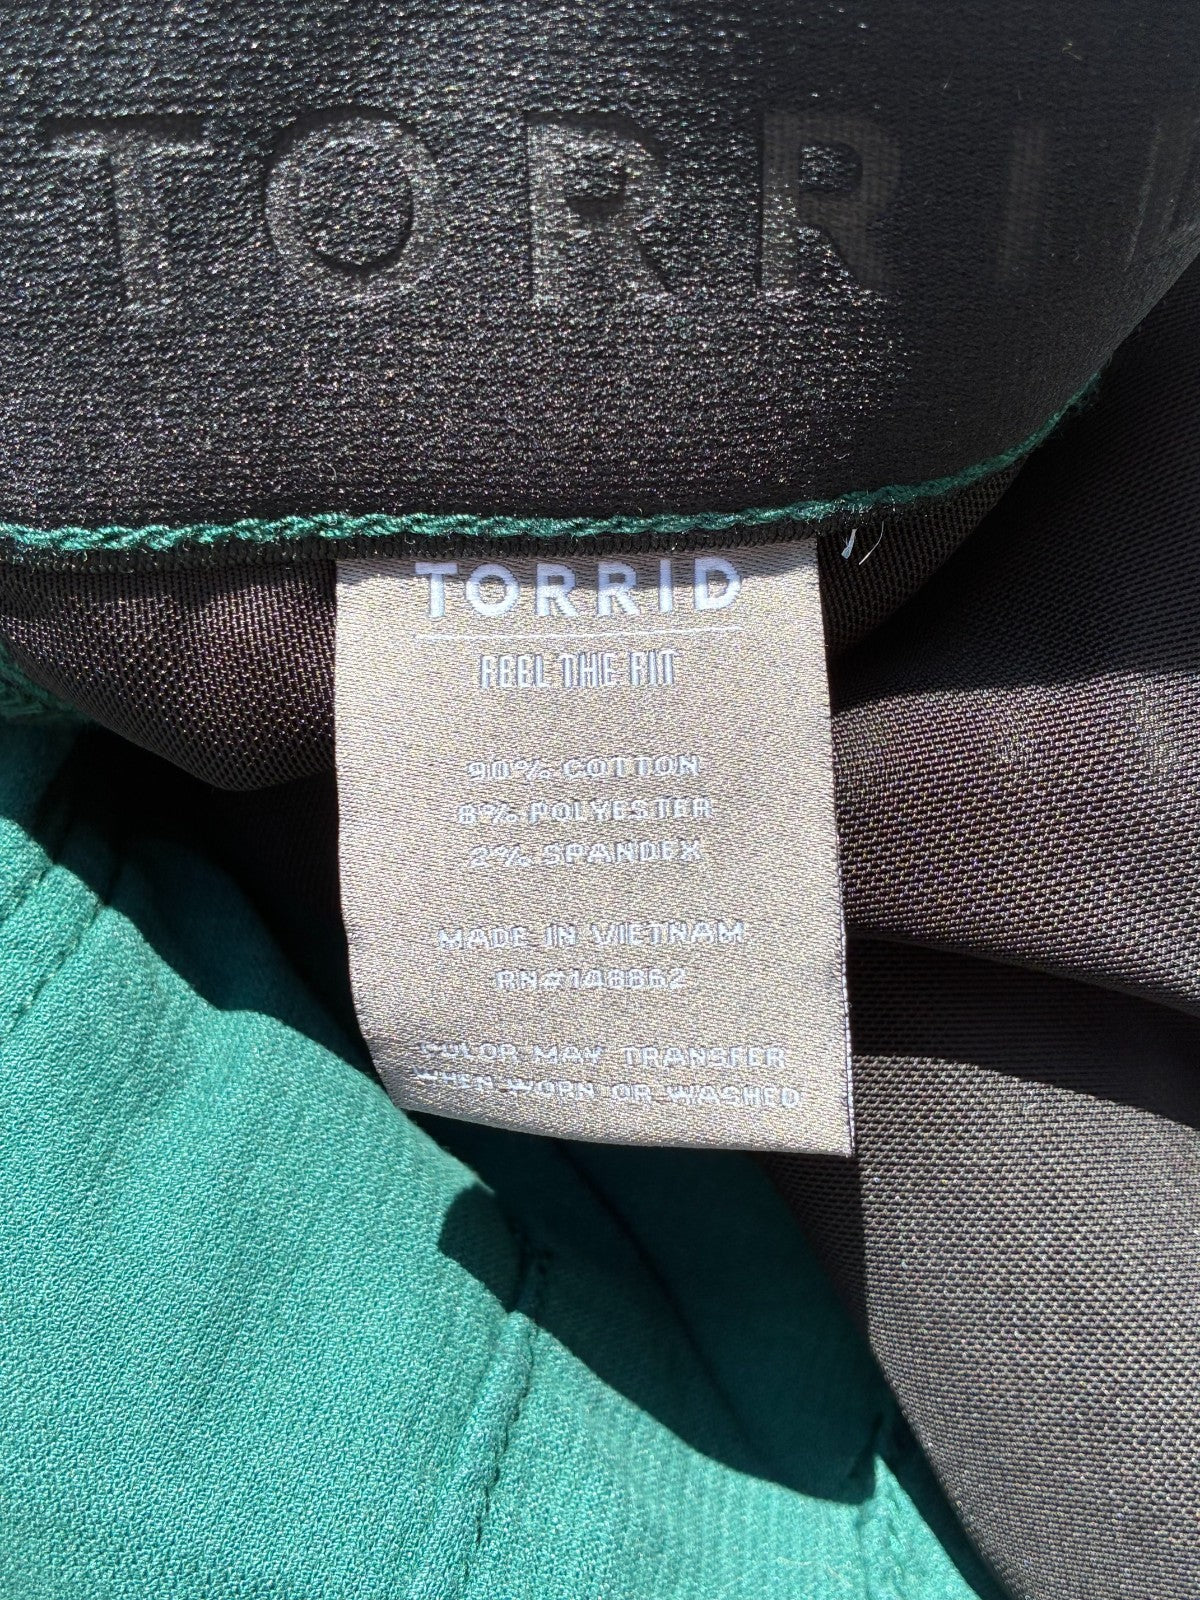 TORRI
TORRID
FEEL THE FIT
90% COTTON
8% POLYESTER
2% SPANDEX
MADE IN VIETNAM
RN#148862
COLOR MAY TRANSFER
WHEN WORN OR WASHED